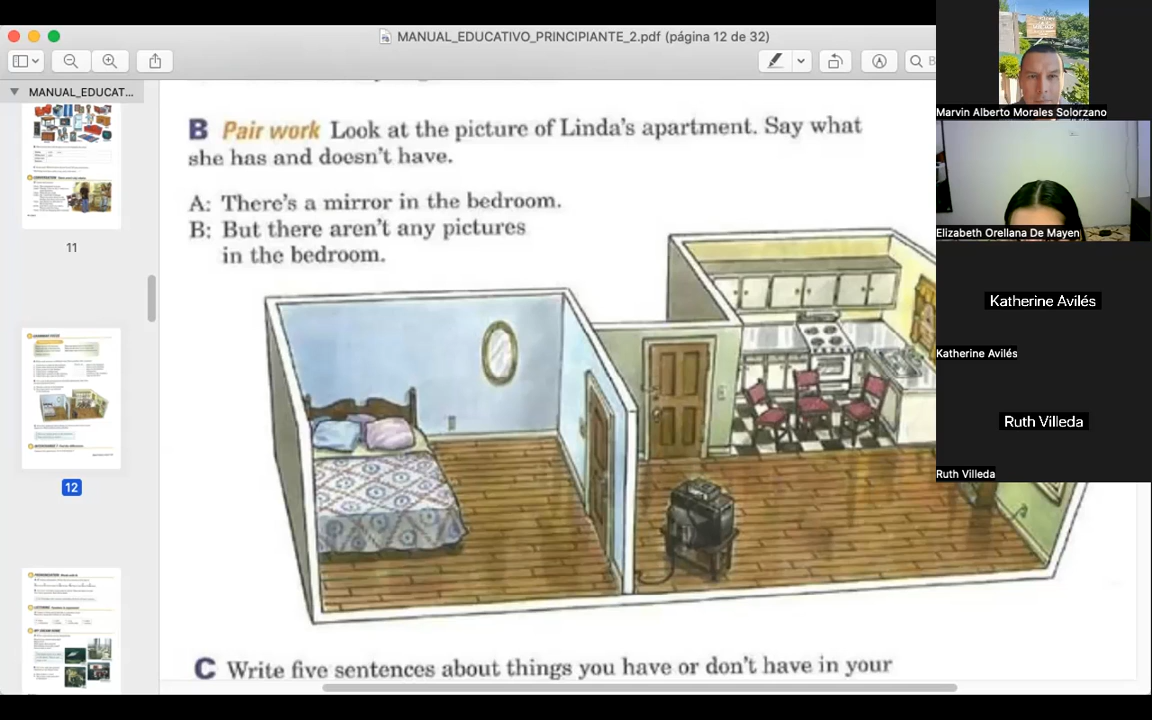 MANUAL_EDUCATIVO_PRINCIPIANTE_2.pdf (página 12 de 32)
MANUAL_EDUCAT...
11
12
B Pair work Look at the picture of Linda's apartment. Say what
she has and doesn't have.
A: There's a mirror in the bedroom.
B: But there aren't any pictures
in the bedroom.
C Write five sentences about things you have or don't have in your
Marvin Alberto Morales Solorzano
Elizabeth Orellana De Mayen
Katherine Avilés
Katherine Avilés
Ruth Villeda
Ruth Villeda